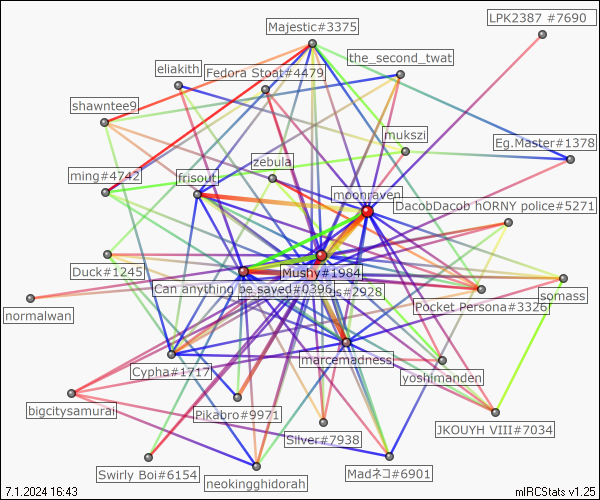 LPK2387 #7690
Majestic#3375
the_second_twat
eliakith
Fedora Stoat#4479
shawntee9
mukszi
Eg.Master#1378
zebula
ming#4742
frisout
moonraven
DacobDacob hORNY police#5271
Duck#1245
Mushy#1984
Can anything be saved#0396
s#2928
somass
Pocket Persona#3326
normalwan
marcemadness
Cypha#1717
yoshimanden
bigcitysamurai
Pikabro#9971
JKOUYH VIII#7034
Silver#7938
Swirly Boi#6154
Madネコ#6901
neokingghidorah
7.1.2024 16:43
mIRCStats v1.25